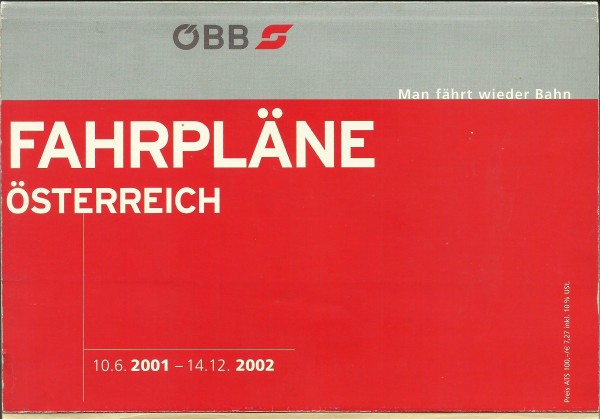 ÖBB
Man fährt wieder Bahn
FAHRPLÄNE
ÖSTERREICH
10.6. 2001 – 14.12. 2002
Preis ATS 100,–/€ 7,27 inkl. 10 % USt.